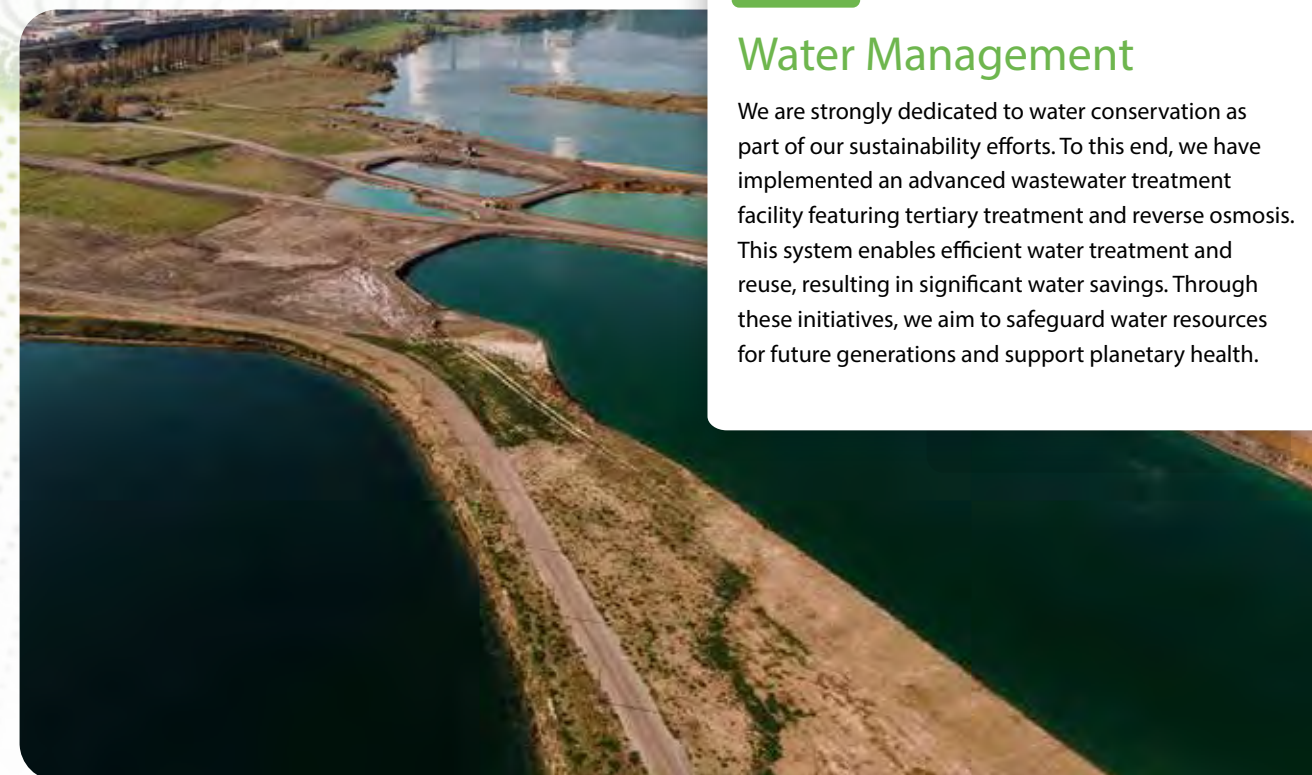 Water Management
We are strongly dedicated to water conservation as
part of our sustainability efforts. To this end, we have
implemented an advanced wastewater treatment
facility featuring tertiary treatment and reverse osmosis.
This system enables efficient water treatment and
reuse, resulting in significant water savings. Through
these initiatives, we aim to safeguard water resources
for future generations and support planetary health.